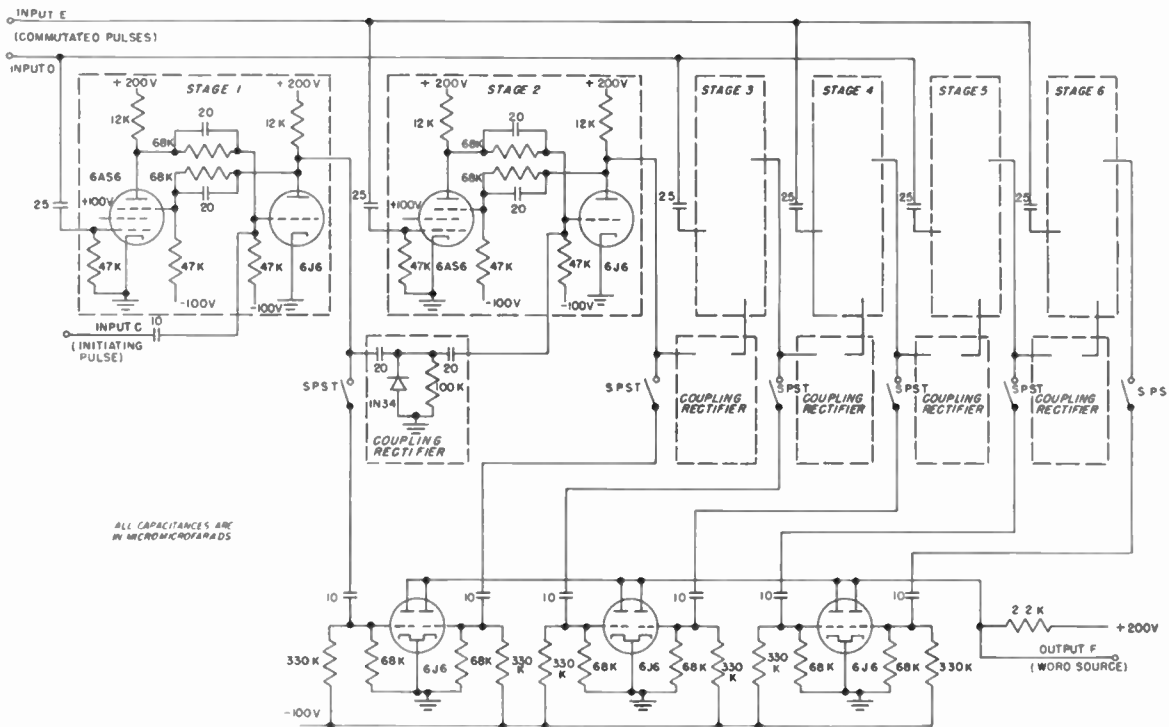 INPUT E
(COMMUTATED PULSES)
INPUT O
STAGE 1
+200V
+200V
12K
12K
20
68K
68K
20
6AS6
+100V
25
47K
47K
47K
6J6
-100V
-100V
INPUT C
10
(INITIATING
PULSE)
STAGE 2
+200V
+200V
12K
12K
20
68K
68K
20
25
+100V
47K
6AS6
47K
47K
6J6
-100V
-100V
STAGE 3
STAGE 4
STAGE 5
STAGE 6
25
25
25
25
SPST
20
20
100K
1N34
COUPLING
RECTIFIER
SPST
COUPLING
RECTIFIER
SPST
COUPLING
RECTIFIER
SPST
COUPLING
RECTIFIER
SPST
COUPLING
RECTIFIER
SPS
ALL CAPACITANCES ARE
IN MICROMICROFARADS
10
10
10
10
10
10
330K
68K
6J6
68K
330
K
330
K
68K
6J6
68K
330
K
330
K
68K
6J6
68K
330K
-100V
2 2K
+200V
OUTPUT F
(WORD SOURCE)